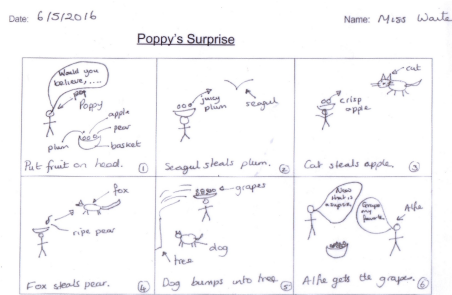 Date: 6/5/2016
Name: Miss Waite
Poppy's Surprise
Would you
believe, ....
Poppy
apple
pear
plum
basket
Put fruit on head. 1
juicy
plum
seagul
Seagul steals plum. 2
cat
crisp
apple
Cat steals apple. 3
fox
ripe pear
Fox steals pear. 4
grapes
dog
tree
Dog bumps into tree 5
Now
that is
a surprise
Grapes
my
favourite
Alfie
Alfie gets the grapes. 6